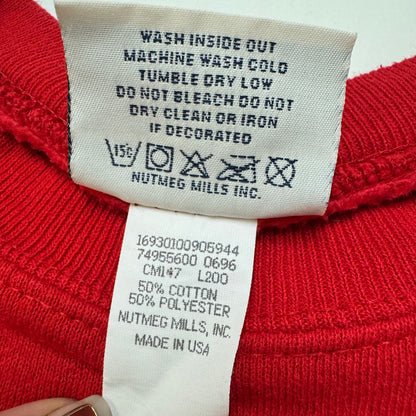 WASH INSIDE OUT
MACHINE WASH COLD
TUMBLE DRY LOW
DO NOT BLEACH DO NOT
DRY CLEAN OR IRON
IF DECORATED
15°C
NUTMEG MILLS INC.
16930100905944
74955600 0696
CM147 L200
50% COTTON
50% POLYESTER
NUTMEG MILLS, INC.
MADE IN USA